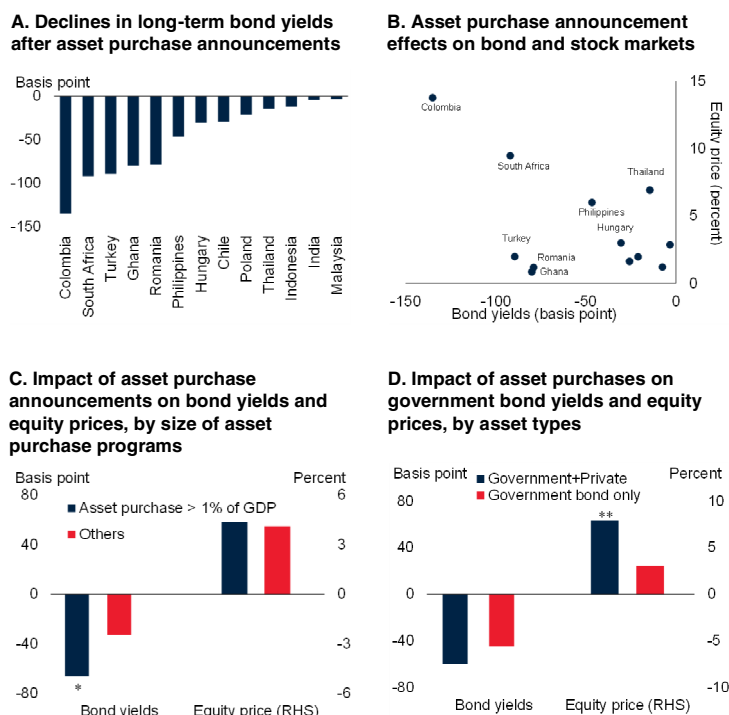 A. Declines in long-term bond yields
after asset purchase announcements
Basis point
0
-50
-100
-150
Colombia
South Africa
Turkey
Ghana
Romania
Philippines
Hungary
Chile
Poland
Thailand
Indonesia
India
Malaysia
B. Asset purchase announcement
effects on bond and stock markets
15
10
5
0
Equity price (percent)
Colombia
South Africa
Thailand
Philippines
Hungary
Turkey
Romania
Ghana
-150
-100
-50
0
Bond yields (basis point)
C. Impact of asset purchase
announcements on bond yields and
equity prices, by size of asset
purchase programs
Basis point
Percent
80
40
0
-40
-80
6
3
0
-3
-6
Asset purchase > 1% of GDP
Others
*
Bond yields
Equity price (RHS)
D. Impact of asset purchases on
government bond yields and equity
prices, by asset types
Basis point
Percent
80
40
0
-40
-80
10
5
0
-5
-10
Government+Private
Government bond only
**
Bond yields
Equity price (RHS)